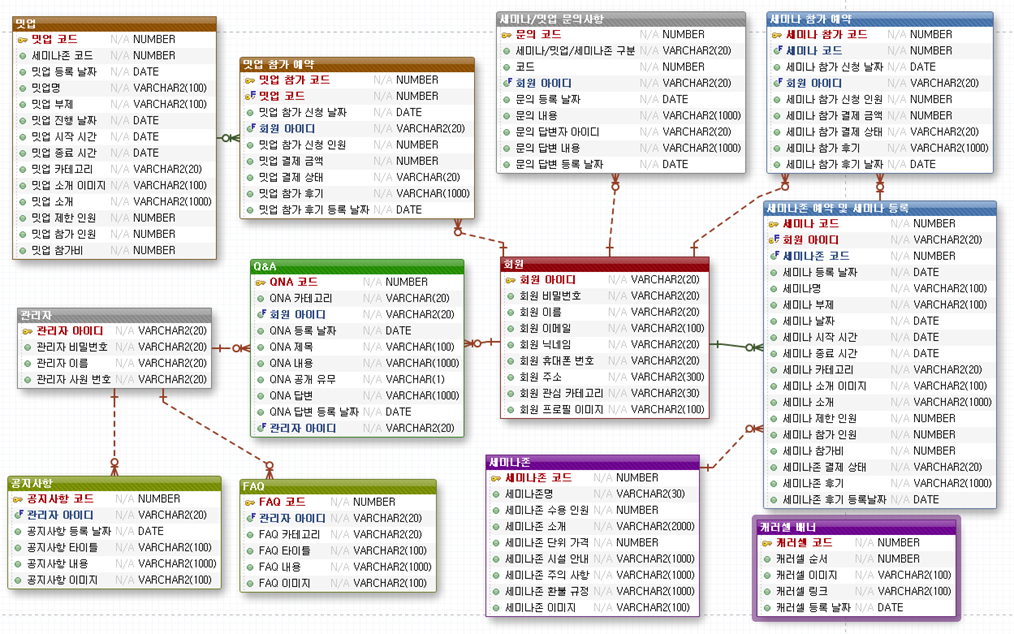 밋업
밋업 코드 N/A NUMBER
세미나존 코드 N/A NUMBER
밋업 등록 날짜 N/A DATE
밋업명 N/A VARCHAR2(100)
밋업 부제 N/A VARCHAR2(100)
밋업 진행 날짜 N/A DATE
밋업 시작 시간 N/A DATE
밋업 종료 시간 N/A DATE
밋업 카테고리 N/A VARCHAR2(20)
밋업 소개 이미지 N/A VARCHAR2(100)
밋업 소개 N/A VARCHAR2(1000)
밋업 제한 인원 N/A NUMBER
밋업 참가 인원 N/A NUMBER
밋업 참가비 N/A NUMBER
밋업 참가 예약
밋업 참가 코드 N/A NUMBER
밋업 코드 N/A NUMBER
밋업 참가 신청 날짜 N/A DATE
회원 아이디 N/A VARCHAR2(20)
밋업 참가 신청 인원 N/A NUMBER
밋업 결제 금액 N/A NUMBER
밋업 결제 상태 N/A VARCHAR(20)
밋업 참가 후기 N/A VARCHAR(1000)
밋업 참가 후기 등록 날짜 N/A DATE
세미나/밋업 문의사항
문의 코드 N/A NUMBER
세미나/밋업/세미나존 구분 N/A VARCHAR2(20)
코드 N/A NUMBER
회원 아이디 N/A VARCHAR2(20)
문의 등록 날짜 N/A DATE
문의 내용 N/A VARCHAR2(1000)
문의 답변자 아이디 N/A VARCHAR2(20)
문의 답변 내용 N/A VARCHAR2(1000)
문의 답변 등록 날짜 N/A DATE
세미나 참가 예약
세미나 참가 코드 N/A NUMBER
세미나 코드 N/A NUMBER
세미나 참가 신청 날짜 N/A DATE
회원 아이디 N/A VARCHAR2(20)
세미나 참가 신청 인원 N/A NUMBER
세미나 참가 결제 금액 N/A NUMBER
세미나 참가 결제 상태 N/A VARCHAR2(20)
세미나 참가 후기 N/A VARCHAR2(1000)
세미나 참가 후기 날짜 N/A DATE
세미나존 예약 및 세미나 등록
세미나 코드 N/A NUMBER
회원 아이디 N/A VARCHAR2(20)
세미나존 코드 N/A NUMBER
세미나 등록 날짜 N/A DATE
세미나명 N/A VARCHAR2(100)
세미나 부제 N/A VARCHAR2(100)
세미나 날짜 N/A DATE
세미나 시작 시간 N/A DATE
세미나 종료 시간 N/A DATE
세미나 카테고리 N/A VARCHAR2(20)
세미나 소개 이미지 N/A VARCHAR2(100)
세미나 소개 N/A VARCHAR2(1000)
세미나 제한 인원 N/A NUMBER
세미나 참가 인원 N/A NUMBER
세미나 참가비 N/A NUMBER
세미나존 결제 상태 N/A VARCHAR2(20)
세미나존 후기 N/A VARCHAR2(1000)
세미나존 후기 등록날짜 N/A DATE
Q&A
QNA 코드 N/A NUMBER
QNA 카테고리 N/A VARCHAR(20)
회원 아이디 N/A VARCHAR2(20)
QNA 등록 날짜 N/A DATE
QNA 제목 N/A VARCHAR(100)
QNA 내용 N/A VARCHAR(1000)
QNA 공개 유무 N/A VARCHAR(1)
QNA 답변 N/A VARCHAR(1000)
QNA 답변 등록 날짜 N/A DATE
관리자 아이디 N/A VARCHAR2(20)
회원
회원 아이디 N/A VARCHAR2(20)
회원 비밀번호 N/A VARCHAR2(20)
회원 이름 N/A VARCHAR2(20)
회원 이메일 N/A VARCHAR2(100)
회원 닉네임 N/A VARCHAR2(20)
회원 휴대폰 번호 N/A VARCHAR2(20)
회원 주소 N/A VARCHAR2(300)
회원 관심 카테고리 N/A VARCHAR2(30)
회원 프로필 이미지 N/A VARCHAR2(100)
관리자
관리자 아이디 N/A VARCHAR2(20)
관리자 비밀번호 N/A VARCHAR2(20)
관리자 이름 N/A VARCHAR2(20)
관리자 사원 번호 N/A VARCHAR2(20)
공지사항
공지사항 코드 N/A NUMBER
관리자 아이디 N/A VARCHAR2(20)
공지사항 등록 날짜 N/A DATE
공지사항 타이틀 N/A VARCHAR2(100)
공지사항 내용 N/A VARCHAR2(1000)
공지사항 이미지 N/A VARCHAR2(100)
FAQ
FAQ 코드 N/A NUMBER
관리자 아이디 N/A VARCHAR2(20)
FAQ 카테고리 N/A VARCHAR2(20)
FAQ 타이틀 N/A VARCHAR2(100)
FAQ 내용 N/A VARCHAR2(1000)
FAQ 이미지 N/A VARCHAR2(100)
세미나존
세미나존 코드 N/A NUMBER
세미나존명 N/A VARCHAR2(30)
세미나존 수용 인원 N/A NUMBER
세미나존 소개 N/A VARCHAR2(2000)
세미나존 단위 가격 N/A NUMBER
세미나존 시설 안내 N/A VARCHAR2(1000)
세미나존 주의 사항 N/A VARCHAR2(1000)
세미나존 환불 규정 N/A VARCHAR2(1000)
세미나존 이미지 N/A VARCHAR2(100)
캐러셀 배너
캐러셀 코드 N/A NUMBER
캐러셀 순서 N/A NUMBER
캐러셀 이미지 N/A VARCHAR2(100)
캐러셀 링크 N/A VARCHAR2(100)
캐러셀 등록 날짜 N/A DATE